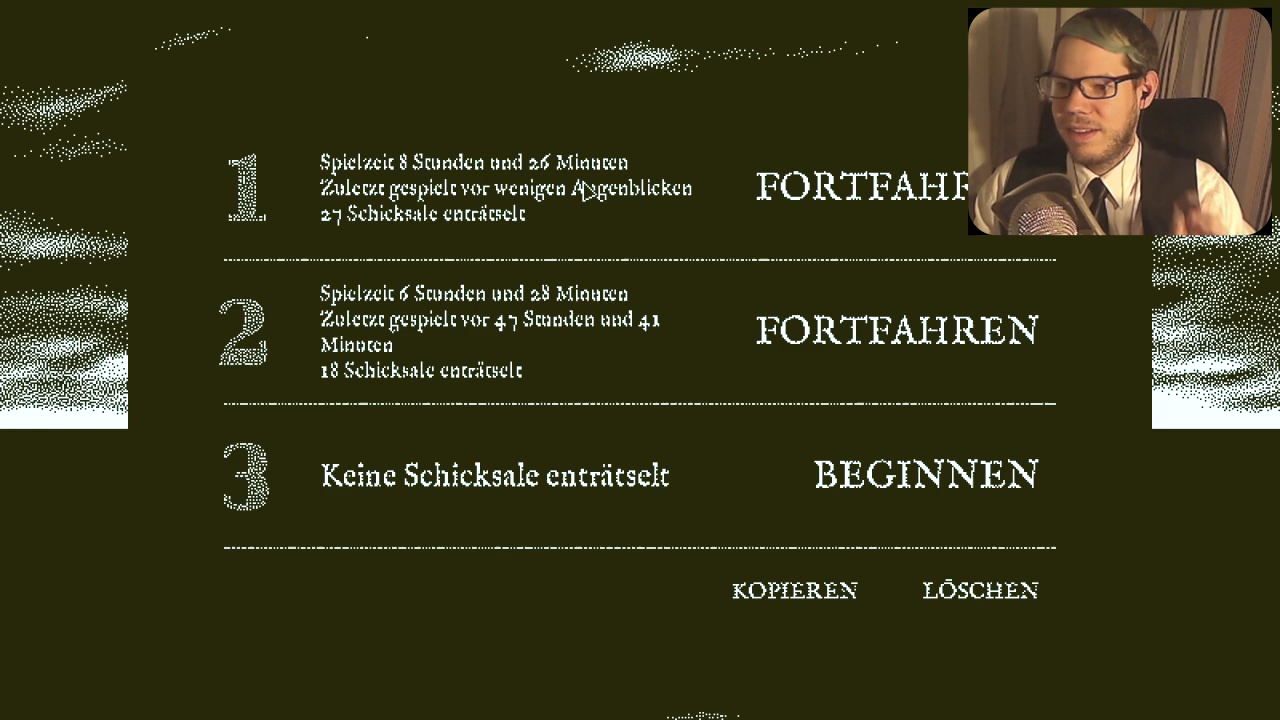 1
Spielzeit 8 Stunden und 26 Minuten
Zuletzt gespielt vor wenigen Augenblicken
27 Schicksale enträtselt
FORTFAHR
2
Spielzeit 6 Stunden und 28 Minuten
Zuletzt gespielt vor 47 Stunden und 41
Minuten
18 Schicksale enträtselt
FORTFAHREN
3
Keine Schicksale enträtselt
BEGINNEN
KOPIEREN
LÖSCHEN